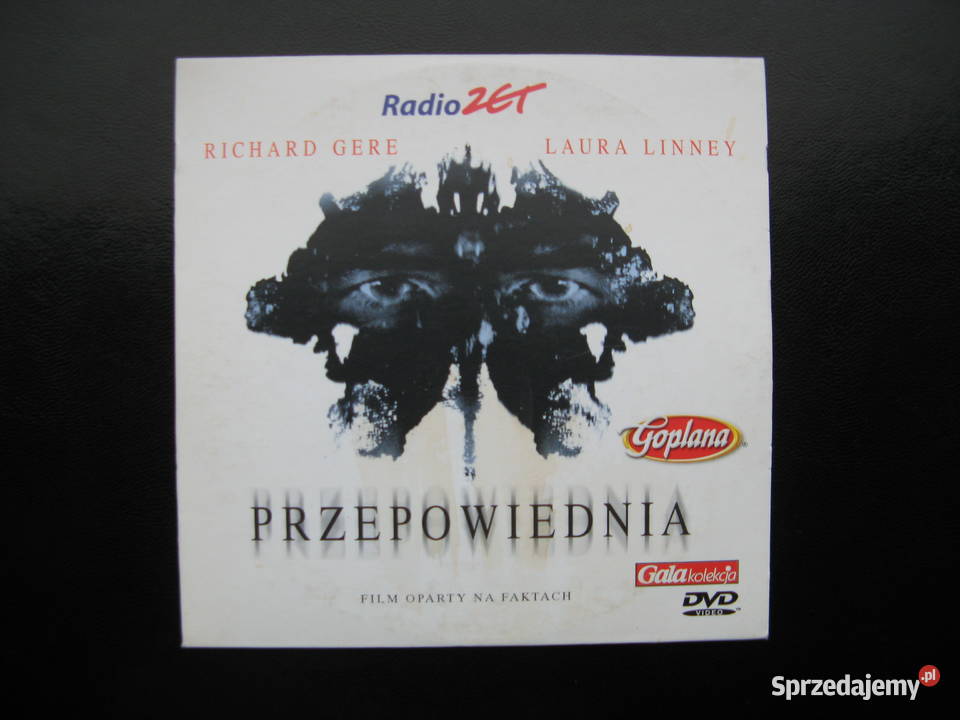 Radio ZET
RICHARD GERE LAURA LINNEY
Goplana
PRZEPOWIEDNIA
Gala kolekcja
FILM OPARTY NA FAKTACH
DVD
VIDEO
Sprzedajemy.pl